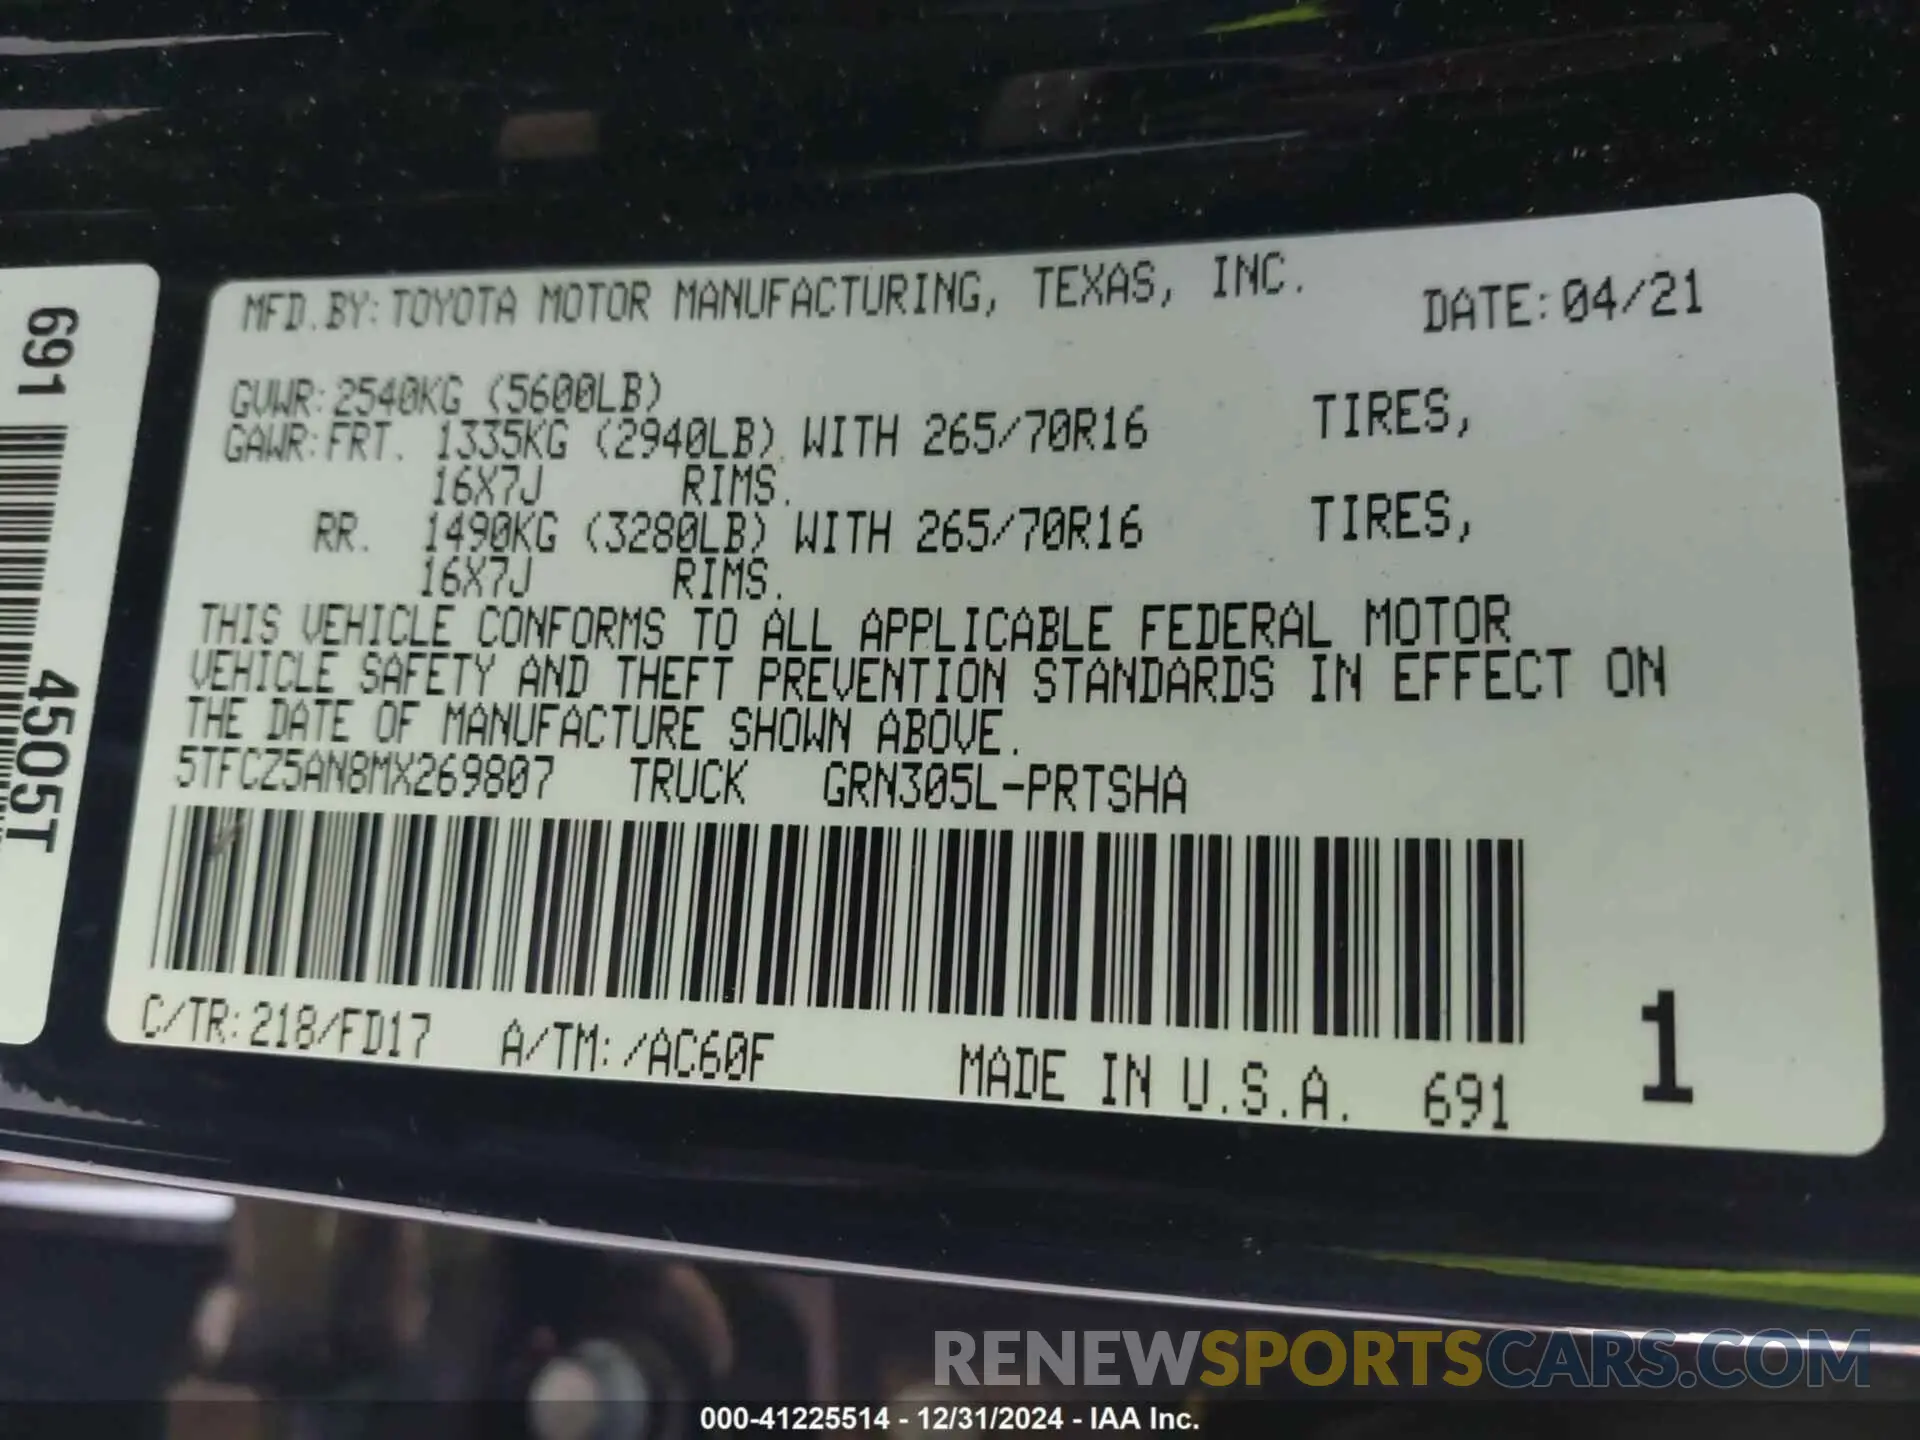 MFD.BY:TOYOTA MOTOR MANUFACTURING, TEXAS, INC. DATE:04/21
GVWR:2540KG (5600LB)
GAWR:FRT. 1335KG (2940LB) WITH 265/70R16 TIRES,
16X7J RIMS.
RR. 1490KG (3280LB) WITH 265/70R16 TIRES,
16X7J RIMS.
THIS VEHICLE CONFORMS TO ALL APPLICABLE FEDERAL MOTOR
VEHICLE SAFETY AND THEFT PREVENTION STANDARDS IN EFFECT ON
THE DATE OF MANUFACTURE SHOWN ABOVE.
5TFCZ5AN8MX269807 TRUCK GRN305L-PRTSHA
C/TR:218/FD17 A/TM:/AC60F MADE IN U.S.A. 691 1
691 4505T
RENEWSPORTSCARS.COM
000-41225514 - 12/31/2024 - IAA Inc.